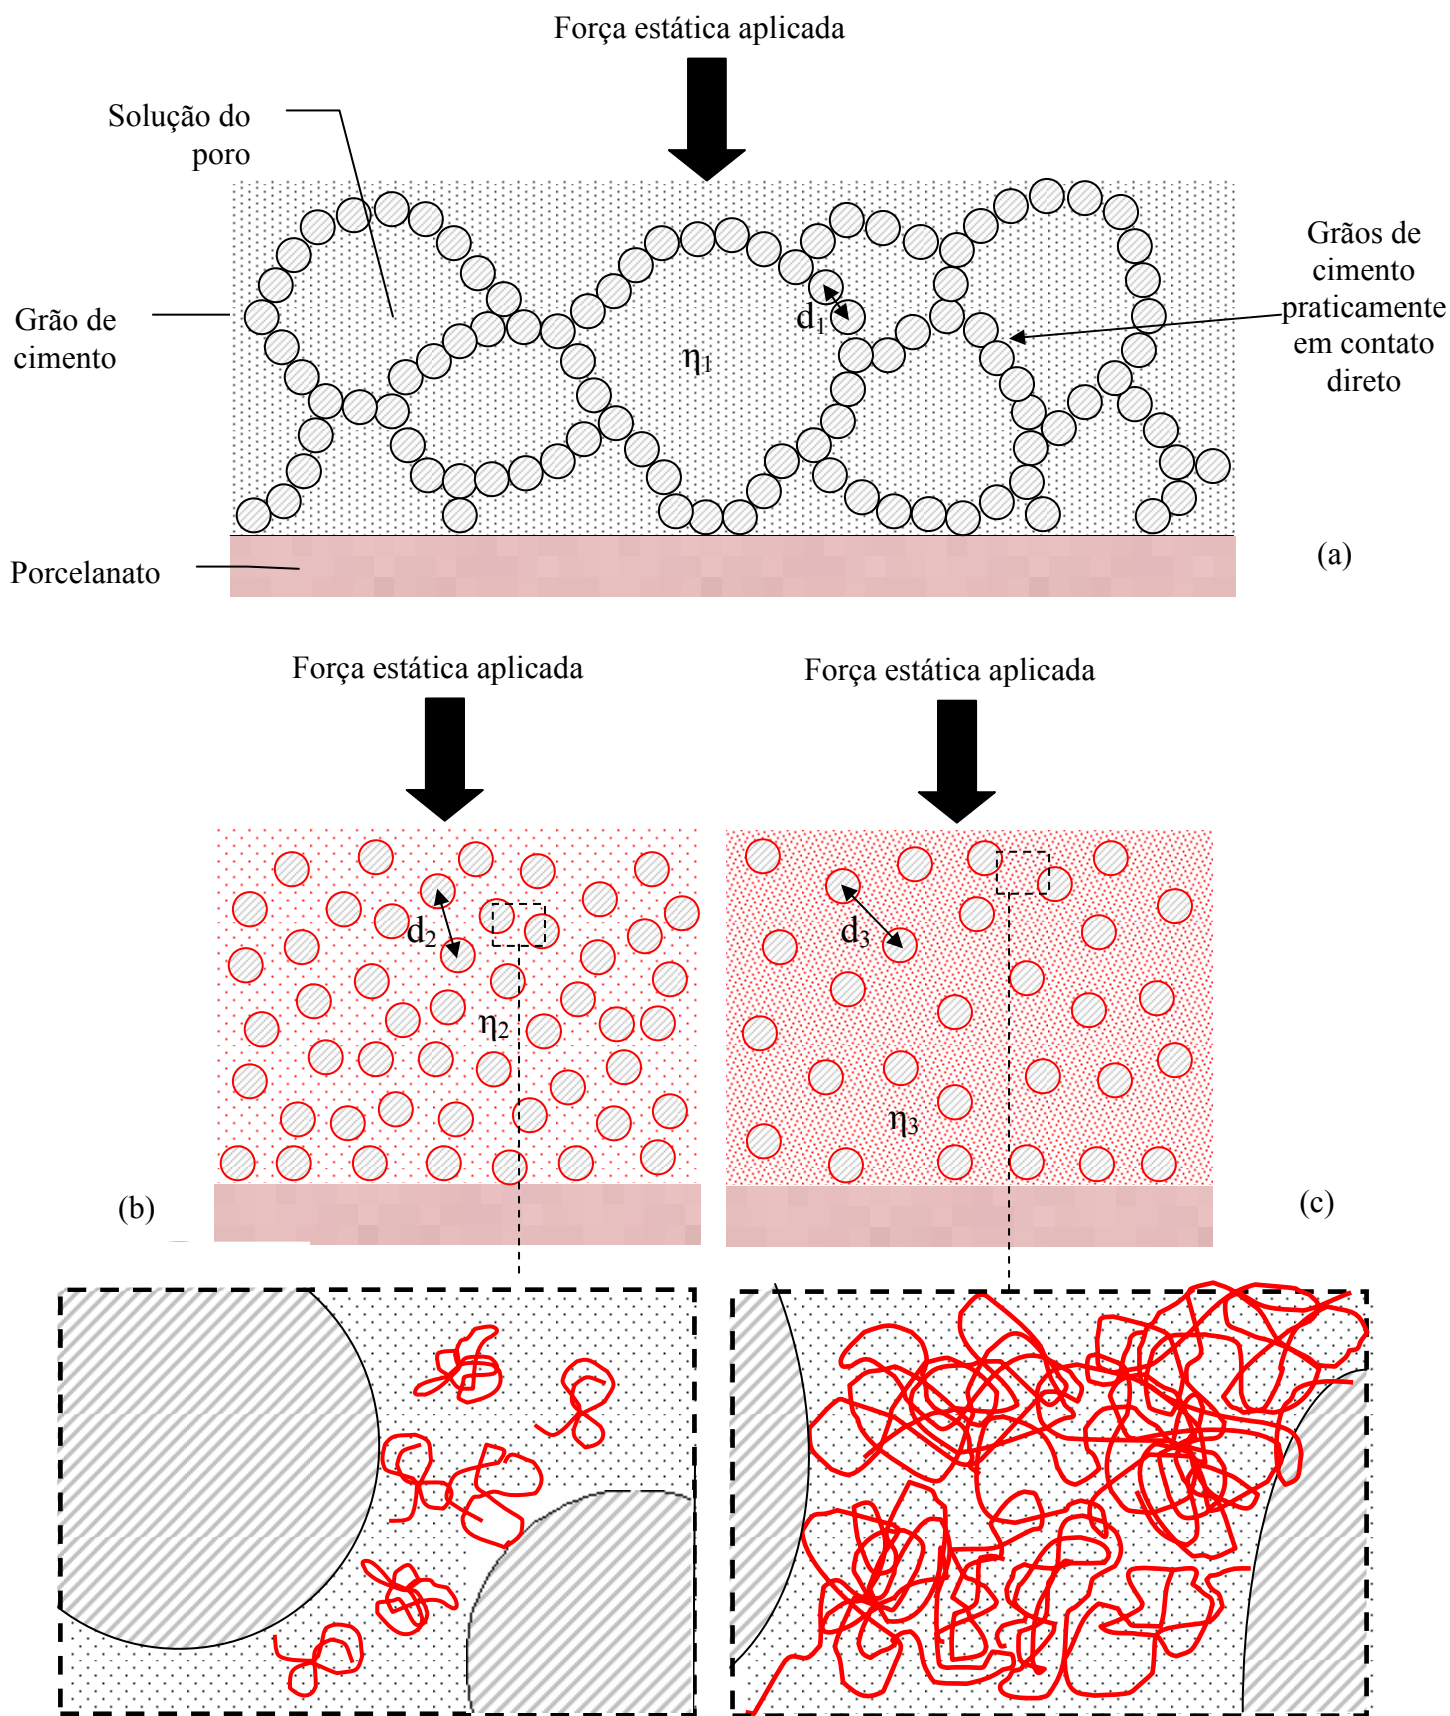 Força estática aplicada
Solução do
poro
Grãos de
cimento
praticamente
em contato
direto
Grão de
cimento
d1
η1
Porcelanato
(a)
Força estática aplicada
Força estática aplicada
d2
d3
η2
η3
(b)
(c)